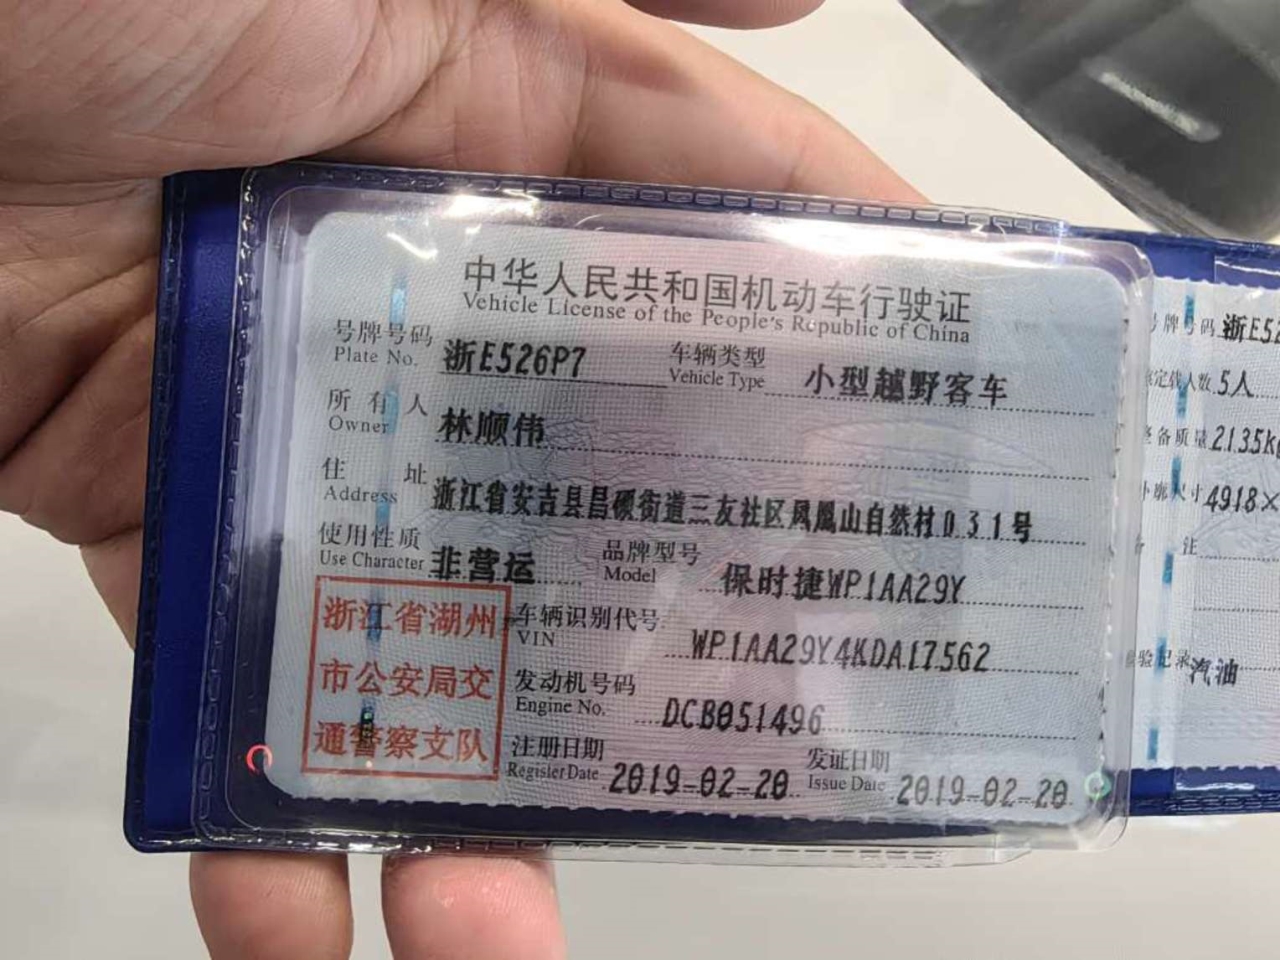 中华人民共和国机动车行驶证
Vehicle License of the People's Republic of China
号牌号码 浙E526P7 车辆类型 小型越野客车
Plate No. Vehicle Type
所有人 林顺伟
Owner
住址 浙江省安吉县昌硕街道三友社区凤凰山自然村031号
Address
使用性质 非营运 品牌型号 保时捷WP1AA29Y
Use Character Model
浙江省湖州
市公安局交
通警察支队
车辆识别代号 WP1AA29Y4KDA17562
VIN
发动机号码 DCB051496
Engine No.
注册日期 2019-02-20 发证日期 2019-02-20
Register Date Issue Date
号牌号码 浙E52
定载人数 5人
备质量 2135kg
廓尺寸 4918×
注
验记录 汽油